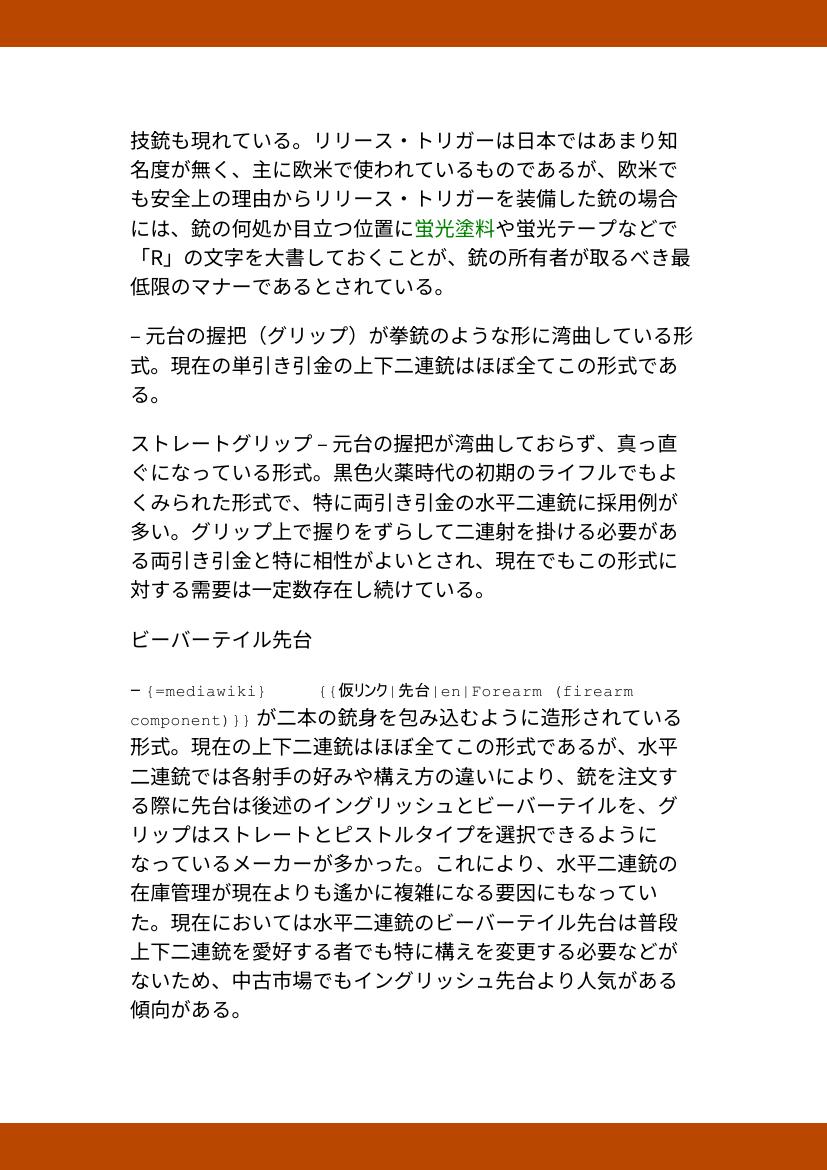 技銃も現れている。リリース・トリガーは日本ではあまり知
名度が無く、主に欧米で使われているものであるが、欧米で
も安全上の理由からリリース・トリガーを装備した銃の場合
には、銃の何処か目立つ位置に蛍光塗料や蛍光テープなどで
「R」の文字を大書しておくことが、銃の所有者が取るべき最
低限のマナーであるとされている。
– 元台の握把（グリップ）が拳銃のような形に湾曲している形
式。現在の単引き引金の上下二連銃はほぼ全てこの形式であ
る。
ストレートグリップ – 元台の握把が湾曲しておらず、真っ直
ぐになっている形式。黒色火薬時代の初期のライフルでもよ
くみられた形式で、特に両引き引金の水平二連銃に採用例が
多い。グリップ上で握りをずらして二連射を掛ける必要があ
る両引き引金と特に相性がよいとされ、現在でもこの形式に
対する需要は一定数存在し続けている。
ビーバーテイル先台
– {=mediawiki} {{仮リンク|先台|en|Forearm (firearm
component)}} が二本の銃身を包み込むように造形されている
形式。現在の上下二連銃はほぼ全てこの形式であるが、水平
二連銃では各射手の好みや構え方の違いにより、銃を注文す
る際に先台は後述のイングリッシュとビーバーテイルを、グ
リップはストレートとピストルタイプを選択できるように
なっているメーカーが多かった。これにより、水平二連銃の
在庫管理が現在よりも遙かに複雑になる要因にもなってい
た。現在においては水平二連銃のビーバーテイル先台は普段
上下二連銃を愛好する者でも特に構えを変更する必要などが
ないため、中古市場でもイングリッシュ先台より人気がある
傾向がある。